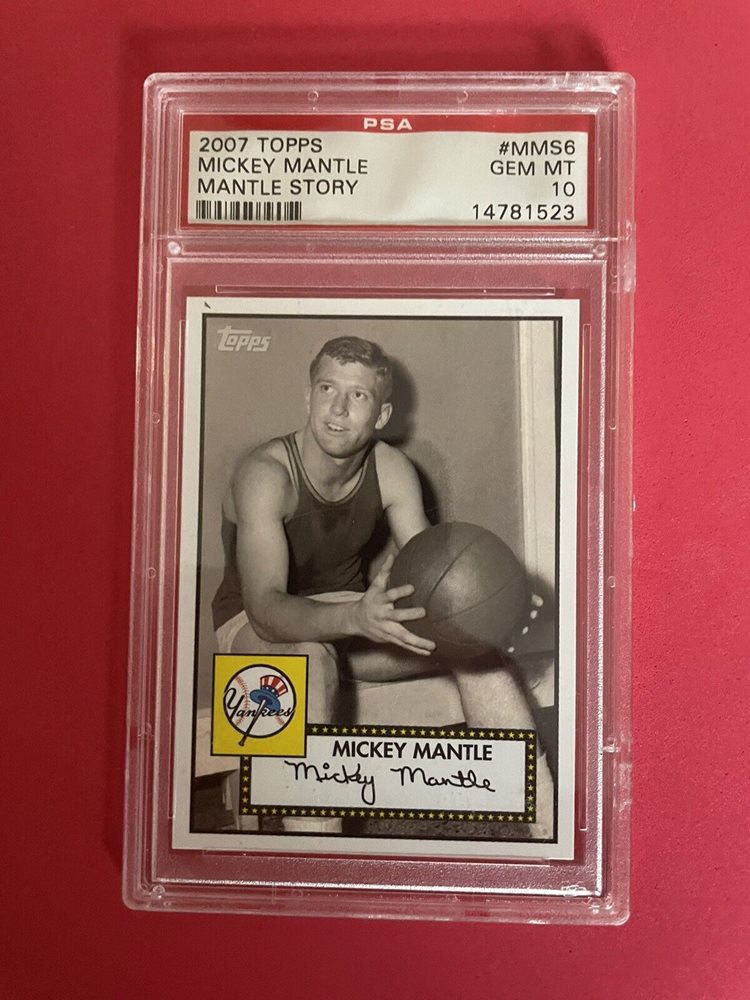 PSA
2007 TOPPS #MMS6
MICKEY MANTLE GEM MT
MANTLE STORY 10
14781523
Topps
Yankees
MICKEY MANTLE
Mickey Mantle